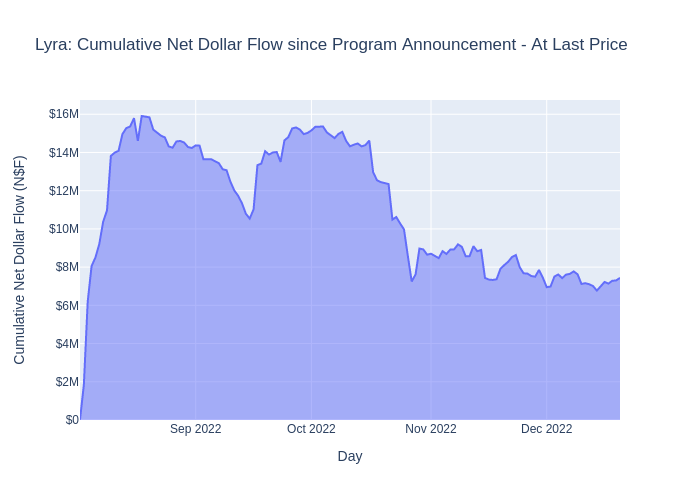 Lyra: Cumulative Net Dollar Flow since Program Announcement - At Last Price
Cumulative Net Dollar Flow (N$F)
$16M
$14M
$12M
$10M
$8M
$6M
$4M
$2M
$0
Sep 2022
Oct 2022
Nov 2022
Dec 2022
Day